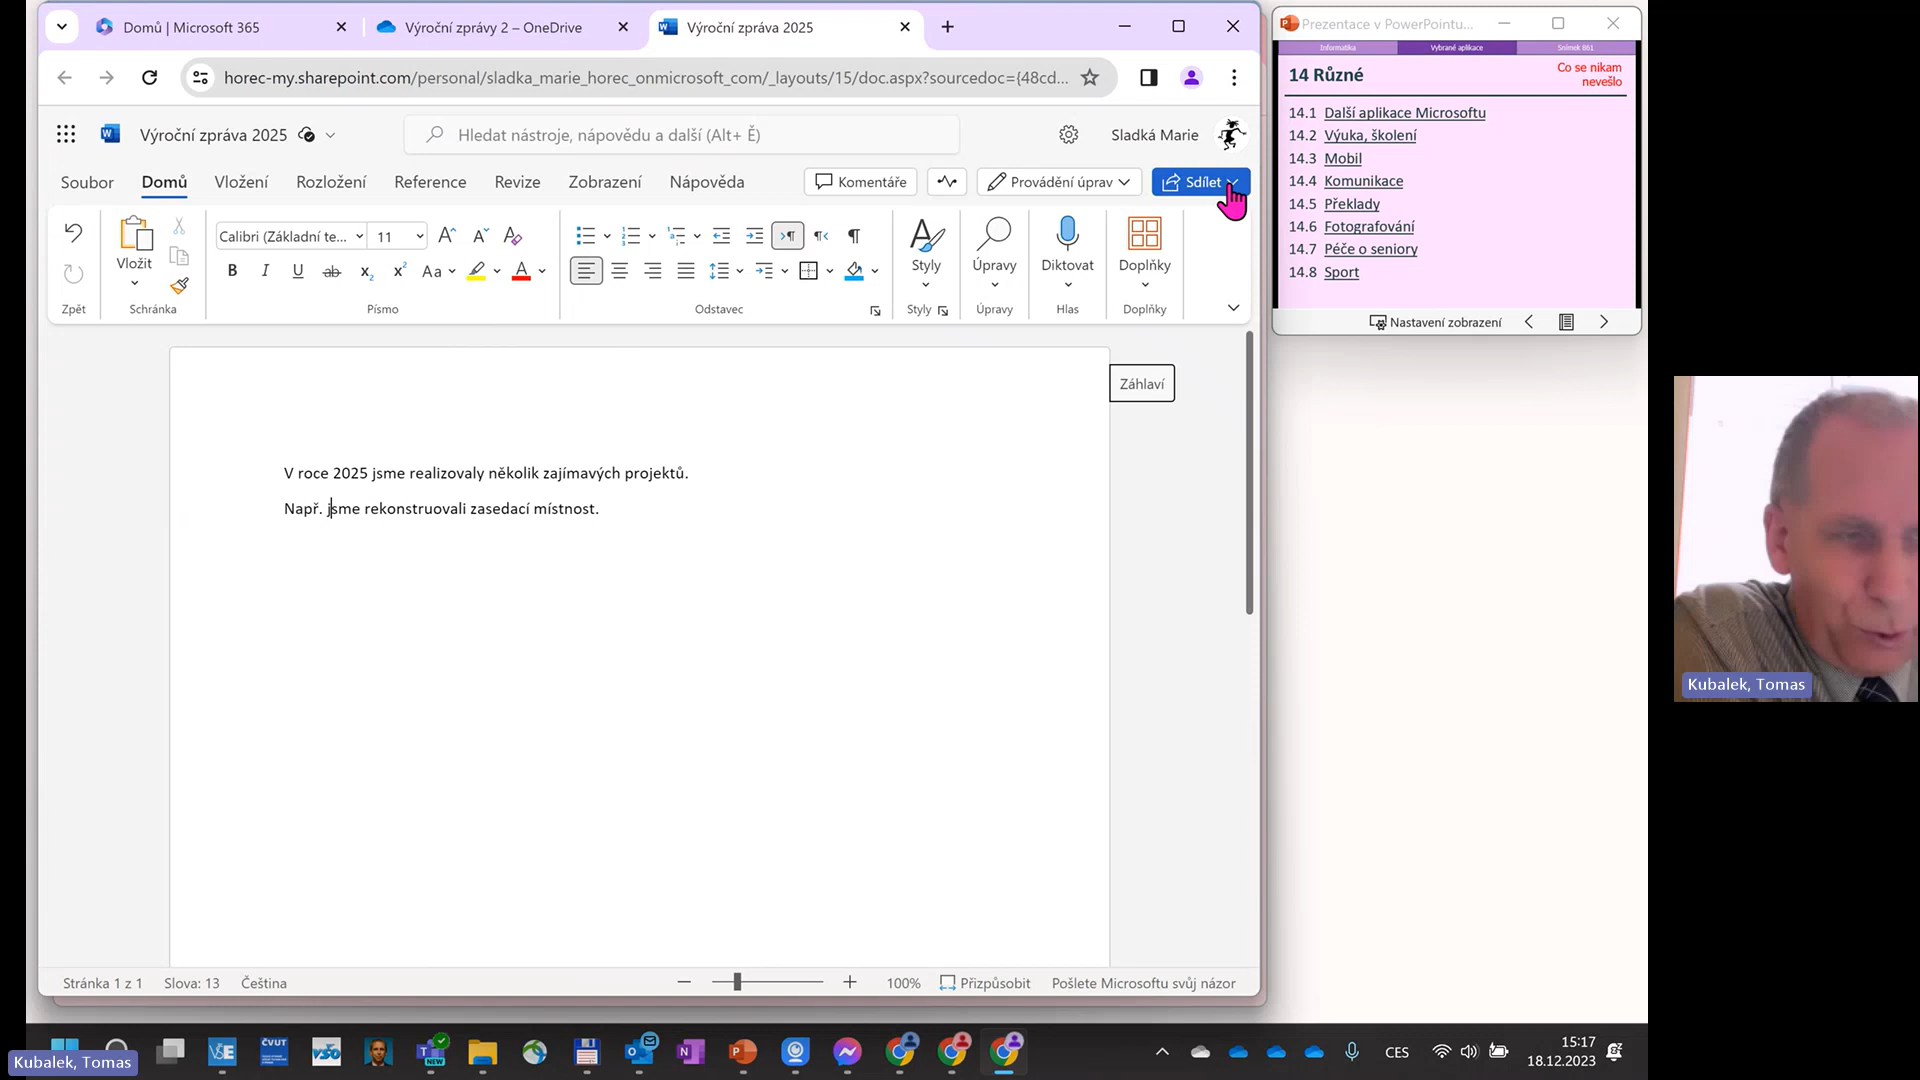 Domů | Microsoft 365
Výroční zprávy 2 – OneDrive
Výroční zpráva 2025
horec-my.sharepoint.com/personal/sladka_marie_horec_onmicrosoft_com/_layouts/15/doc.aspx?sourcedoc={48cd...
Výroční zpráva 2025
Hledat nástroje, nápovědu a další (Alt+ Ě)
Sladká Marie
Soubor
Domů
Vložení
Rozložení
Reference
Revize
Zobrazení
Nápověda
Komentáře
Provádění úprav
Sdílet
Vložit
Calibri (Základní te...
11
Styly
Úpravy
Diktovat
Doplňky
Zpět
Schránka
Písmo
Odstavec
Styly
Úpravy
Hlas
Doplňky
Záhlaví
V roce 2025 jsme realizovaly několik zajímavých projektů.
Např. jsme rekonstruovali zasedací místnost.
Stránka 1 z 1
Slova: 13
Čeština
100%
Přizpůsobit
Pošlete Microsoftu svůj názor
Prezentace v PowerPointu...
Informatika
Vybrané aplikace
Snímek 861
14 Různé
Co se nikam
nevešlo
14.1 Další aplikace Microsoftu
14.2 Výuka, školení
14.3 Mobil
14.4 Komunikace
14.5 Překlady
14.6 Fotografování
14.7 Péče o seniory
14.8 Sport
Nastavení zobrazení
Kubalek, Tomas
Kubalek, Tomas
VŠE
ČVUT
VŠO
NEW
CES
15:17
18.12.2023